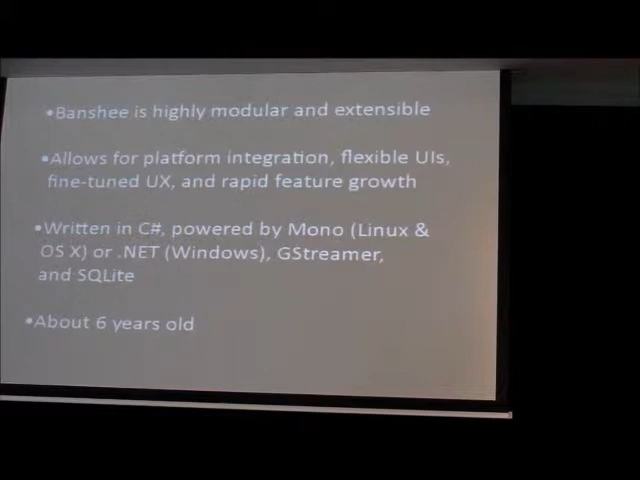 •Banshee is highly modular and extensible
•Allows for platform integration, flexible UIs,
fine-tuned UX, and rapid feature growth
•Written in C#, powered by Mono (Linux &
OS X) or .NET (Windows), GStreamer,
and SQLite
•About 6 years old